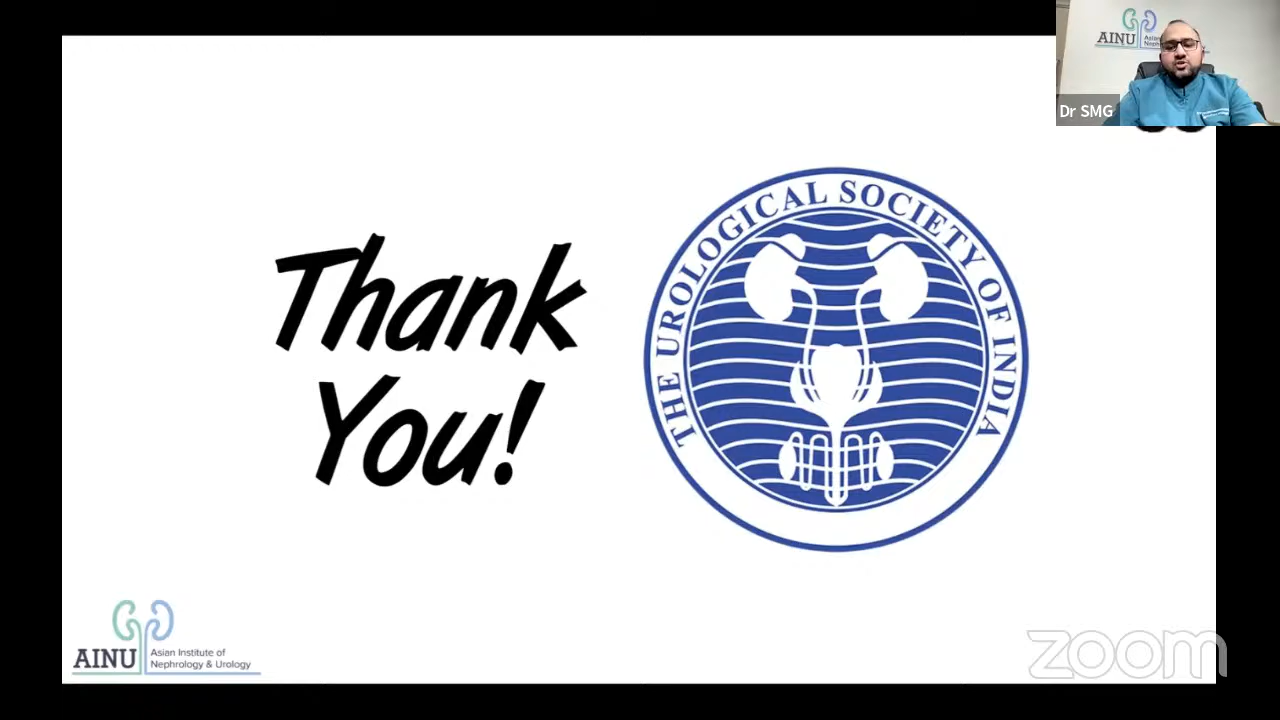 AINU
Dr SMG
THE UROLOGICAL SOCIETY OF INDIA
Thank
You!
AINU
Asian Institute of
Nephrology & Urology
zoom